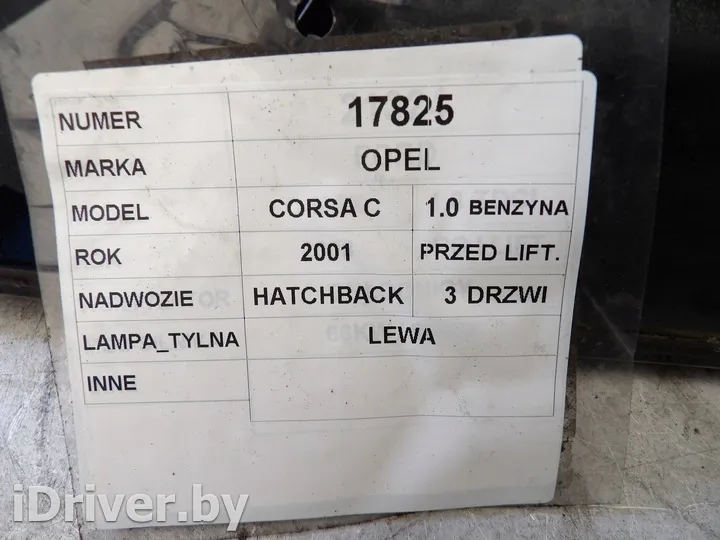 NUMER 17825
MARKA OPEL
MODEL CORSA C 1.0 BENZYNA
ROK 2001 PRZED LIFT.
NADWOZIE HATCHBACK 3 DRZWI
LAMPA_TYLNA LEWA
INNE
iDriver.by